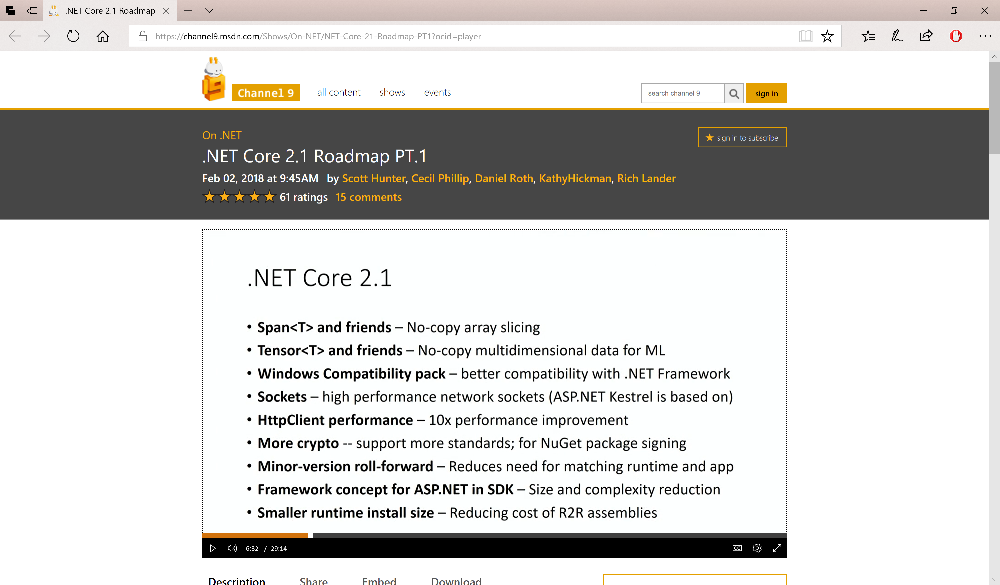 .NET Core 2.1 Roadmap
https://channel9.msdn.com/Shows/On-NET/NET-Core-21-Roadmap-PT1?ocid=player
9
Channel 9 all content shows events search channel 9 sign in
On .NET
sign in to subscribe
.NET Core 2.1 Roadmap PT.1
Feb 02, 2018 at 9:45AM by Scott Hunter, Cecil Phillip, Daniel Roth, KathyHickman, Rich Lander
61 ratings 15 comments
.NET Core 2.1
• Span<T> and friends – No-copy array slicing
• Tensor<T> and friends – No-copy multidimensional data for ML
• Windows Compatibility pack – better compatibility with .NET Framework
• Sockets – high performance network sockets (ASP.NET Kestrel is based on)
• HttpClient performance – 10x performance improvement
• More crypto -- support more standards; for NuGet package signing
• Minor-version roll-forward – Reduces need for matching runtime and app
• Framework concept for ASP.NET in SDK – Size and complexity reduction
• Smaller runtime install size – Reducing cost of R2R assemblies
6:32 / 29:14 CC
Description Share Embed Download